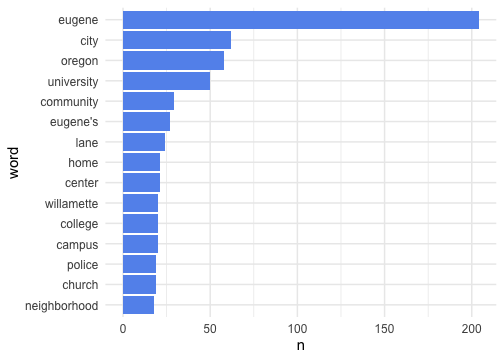 eugene
city
oregon
university
community
eugene's
lane
home
center
willamette
college
campus
police
church
neighborhood
word
0 50 100 150 200
n